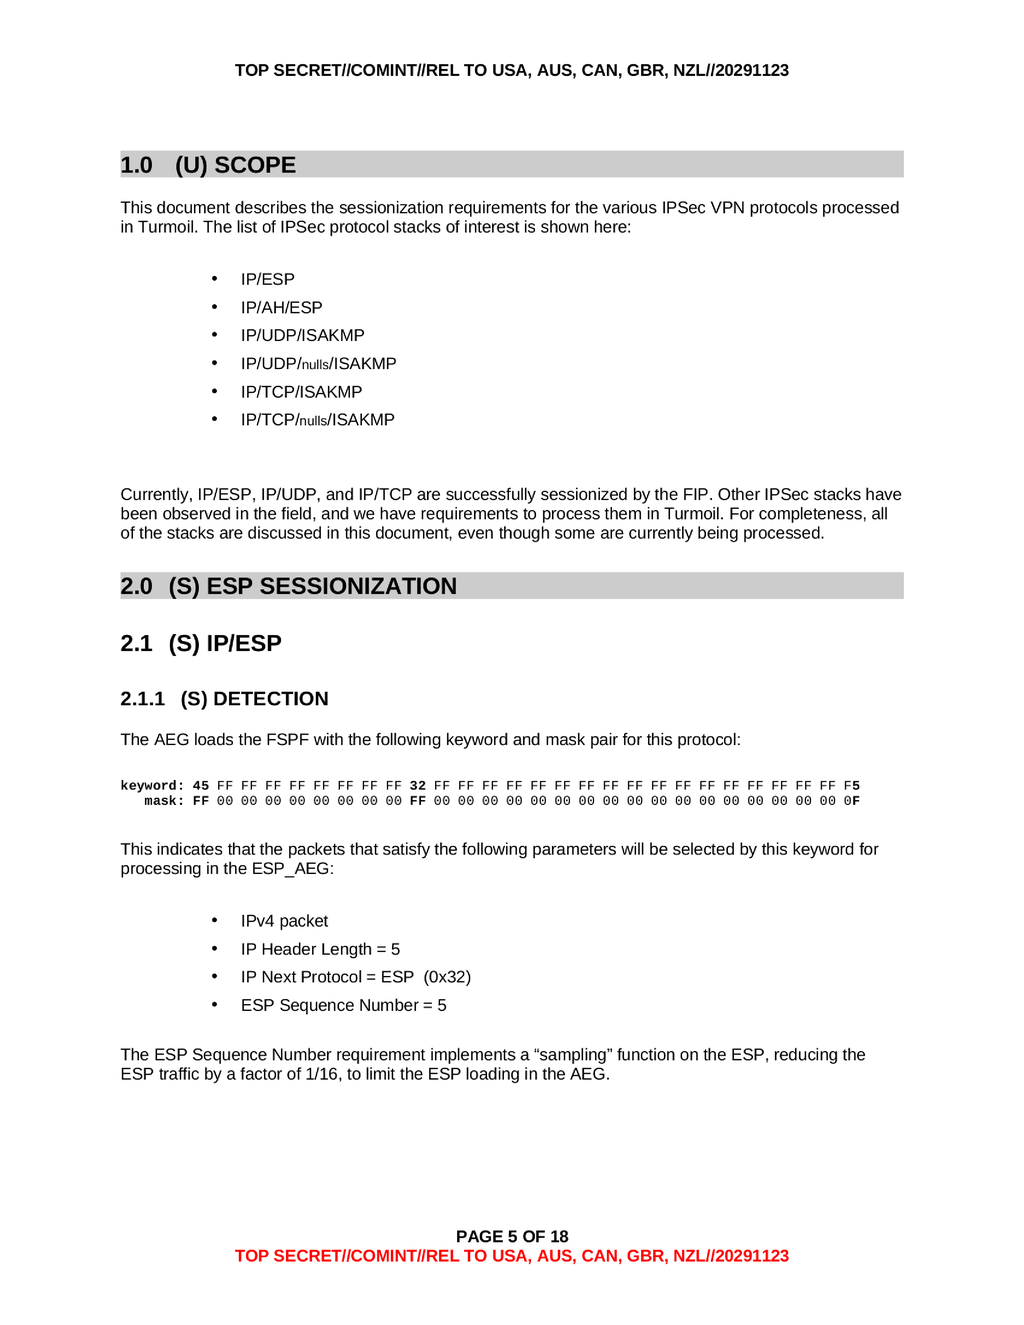 TOP SECRET//COMINT//REL TO USA, AUS, CAN, GBR, NZL//20291123
1.0 (U) SCOPE
This document describes the sessionization requirements for the various IPSec VPN protocols processed
in Turmoil. The list of IPSec protocol stacks of interest is shown here:
• IP/ESP
• IP/AH/ESP
• IP/UDP/ISAKMP
• IP/UDP/nulls/ISAKMP
• IP/TCP/ISAKMP
• IP/TCP/nulls/ISAKMP
Currently, IP/ESP, IP/UDP, and IP/TCP are successfully sessionized by the FIP. Other IPSec stacks have
been observed in the field, and we have requirements to process them in Turmoil. For completeness, all
of the stacks are discussed in this document, even though some are currently being processed.
2.0 (S) ESP SESSIONIZATION
2.1 (S) IP/ESP
2.1.1 (S) DETECTION
The AEG loads the FSPF with the following keyword and mask pair for this protocol:
keyword: 45 FF FF FF FF FF FF FF FF 32 FF FF FF FF FF FF FF FF FF FF FF FF FF FF FF FF FF F5
mask: FF 00 00 00 00 00 00 00 00 FF 00 00 00 00 00 00 00 00 00 00 00 00 00 00 00 00 00 0F
This indicates that the packets that satisfy the following parameters will be selected by this keyword for
processing in the ESP_AEG:
• IPv4 packet
• IP Header Length = 5
• IP Next Protocol = ESP (0x32)
• ESP Sequence Number = 5
The ESP Sequence Number requirement implements a “sampling” function on the ESP, reducing the
ESP traffic by a factor of 1/16, to limit the ESP loading in the AEG.
PAGE 5 OF 18
TOP SECRET//COMINT//REL TO USA, AUS, CAN, GBR, NZL//20291123